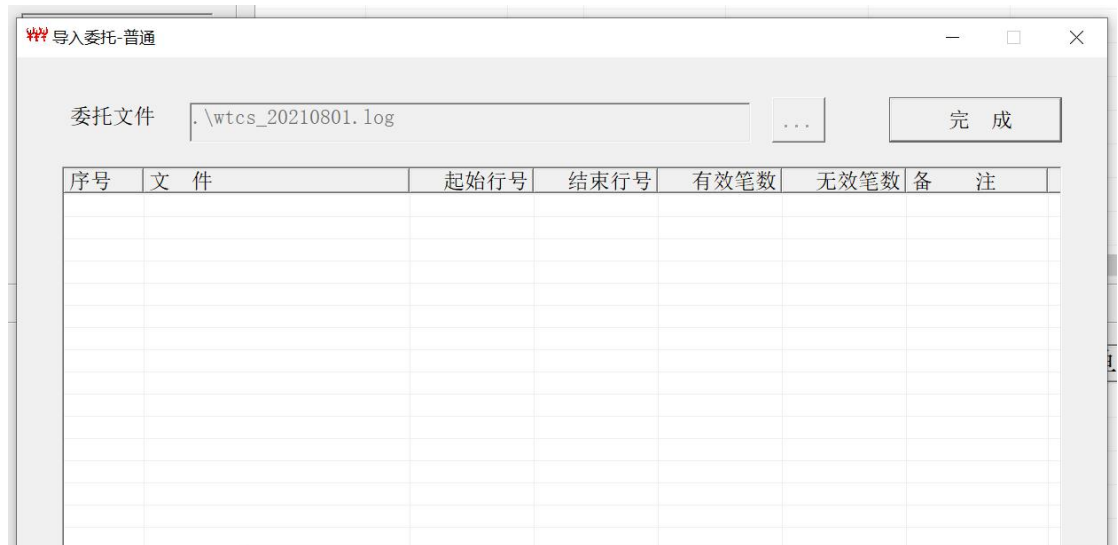 导入委托-普通
委托文件 .\wtcs_20210801.log ... 完 成
序号 文 件 起始行号 结束行号 有效笔数 无效笔数 备 注